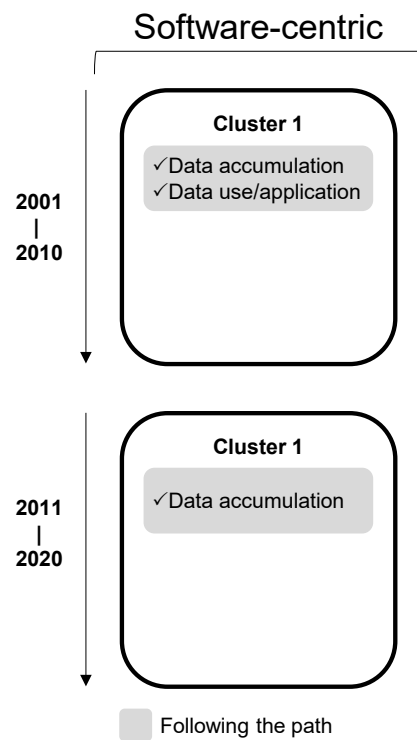 Software-centric
2001
|
2010
Cluster 1
✓Data accumulation
✓Data use/application
2011
|
2020
Cluster 1
✓Data accumulation
Following the path